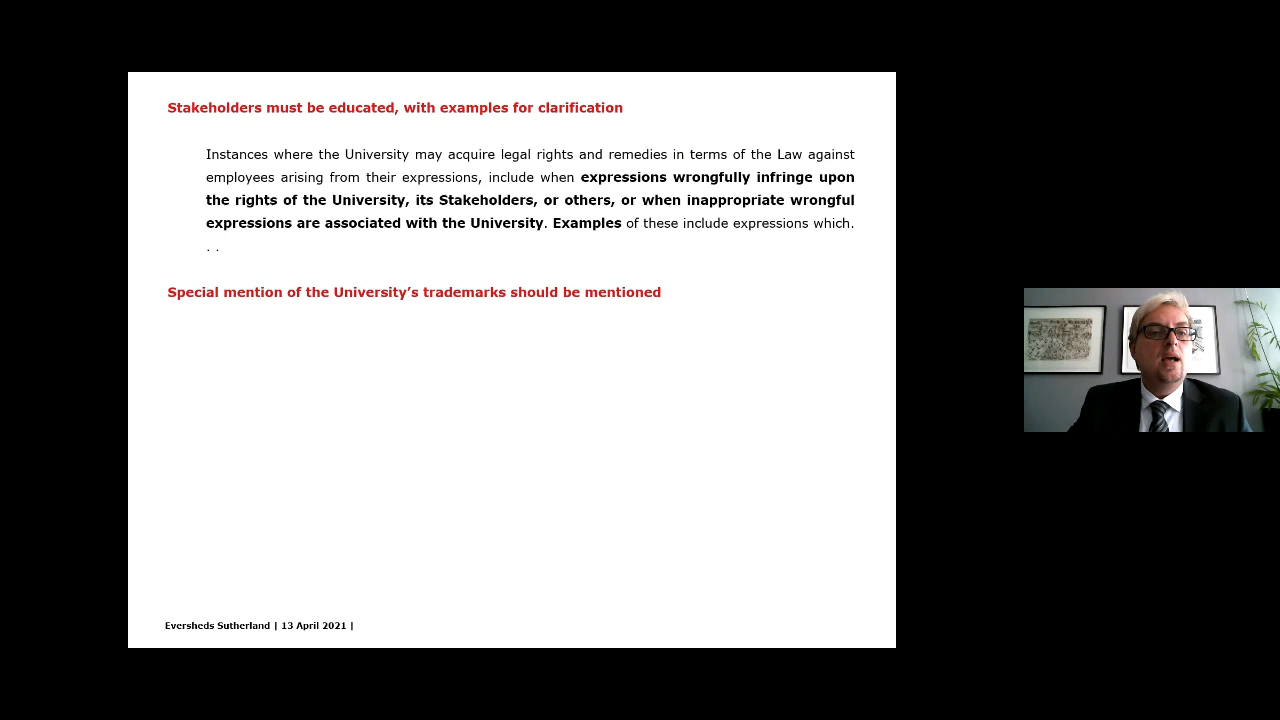 Stakeholders must be educated, with examples for clarification
Instances where the University may acquire legal rights and remedies in terms of the Law against
employees arising from their expressions, include when expressions wrongfully infringe upon
the rights of the University, its Stakeholders, or others, or when inappropriate wrongful
expressions are associated with the University. Examples of these include expressions which.
. .
Special mention of the University’s trademarks should be mentioned
Eversheds Sutherland | 13 April 2021 |